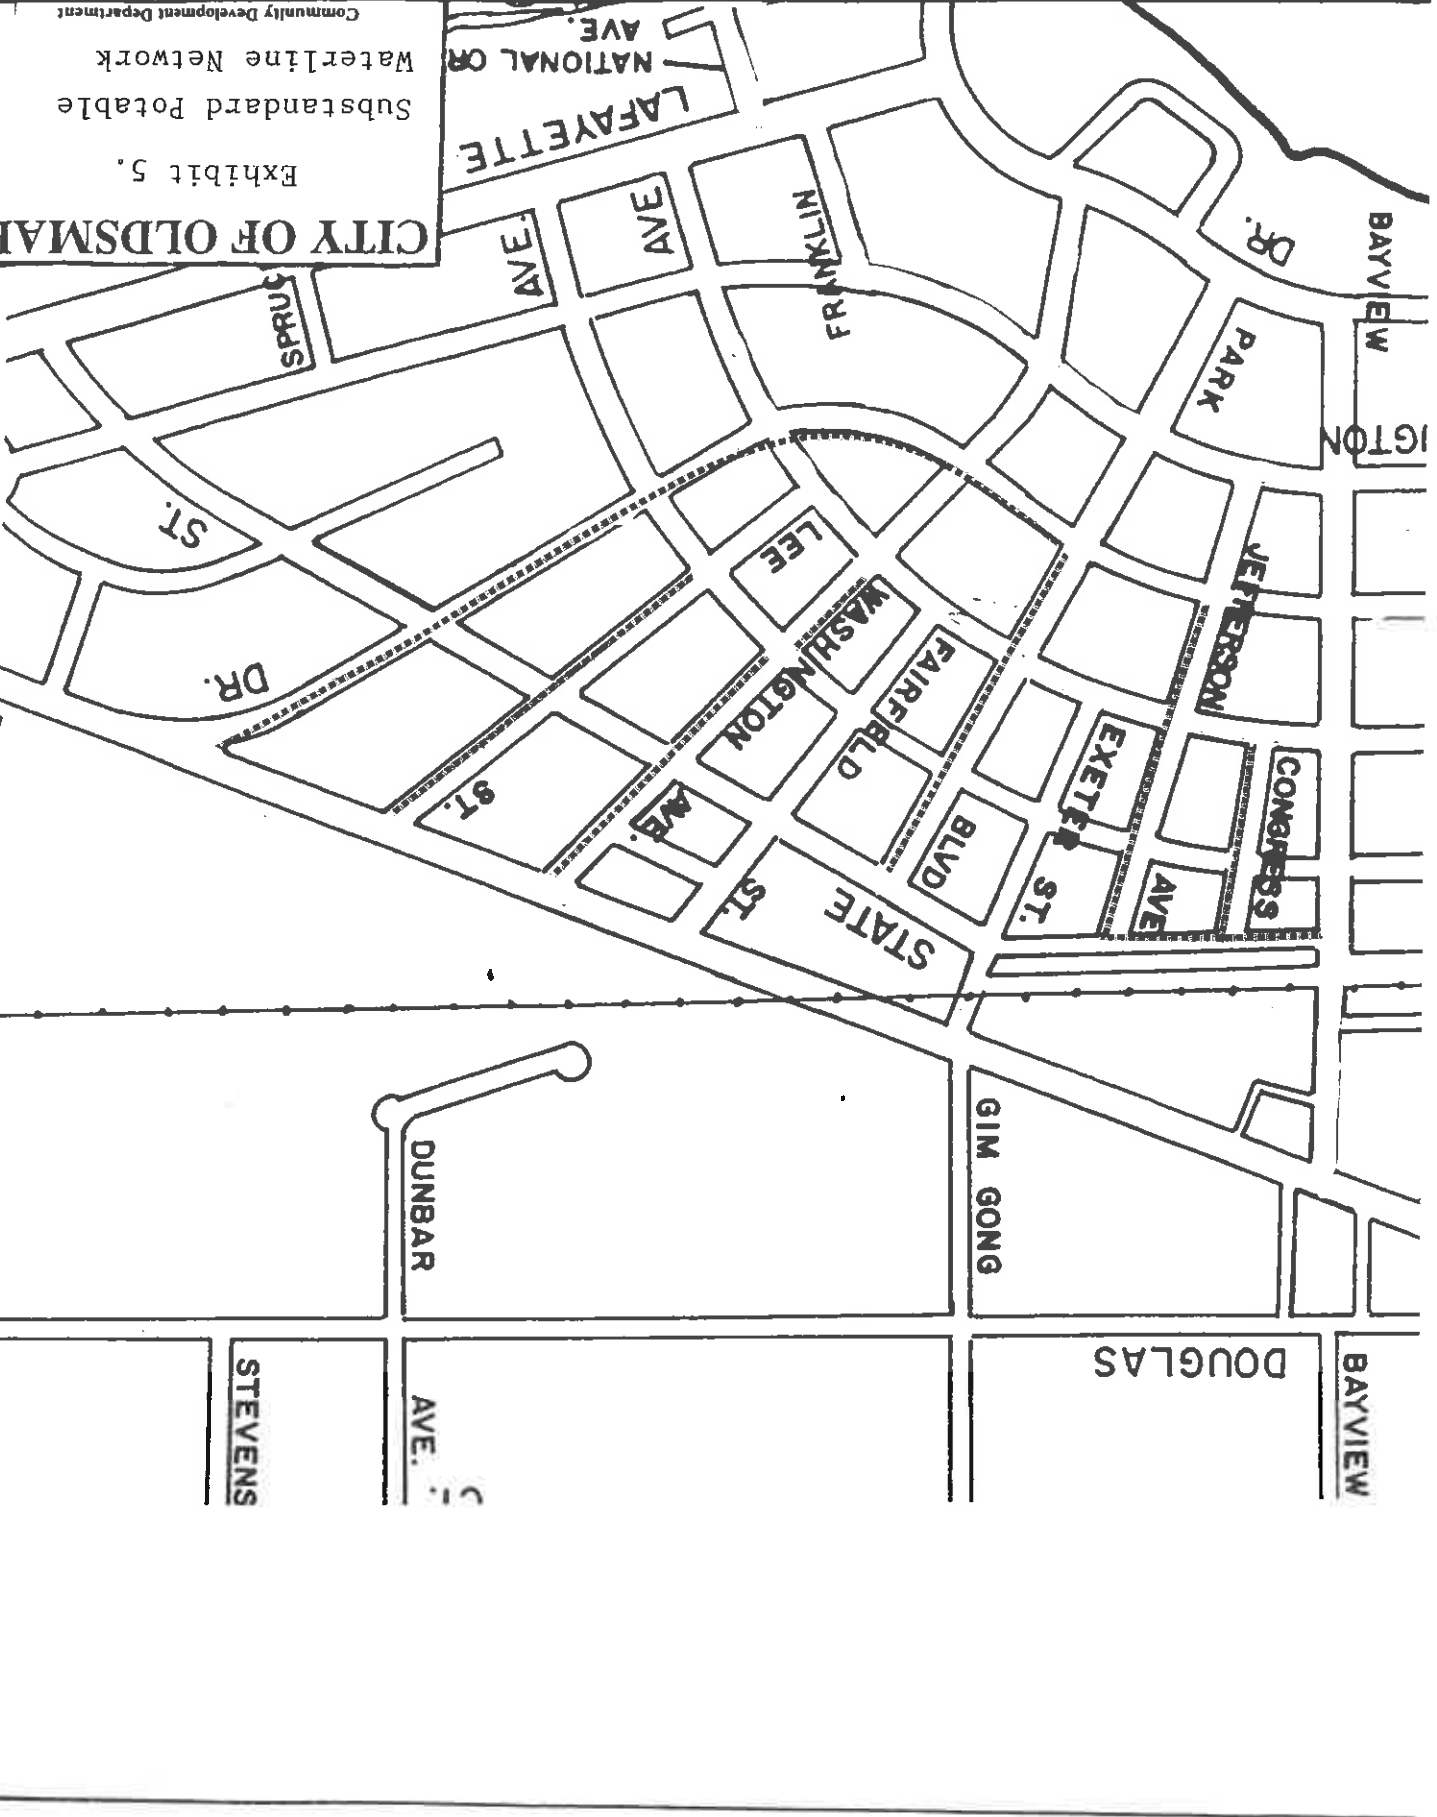 CITY OF OLDSMAR
Exhibit 5.
Substandard Potable
Waterline Network
Community Development Department
NATIONAL OR
AVE.
LAFAYETTE
AVE.
AVE
FRANKLIN
SPRUC
DR.
BAYVIEW
PARK
IGTON
ST.
DR.
LEE
WASHINGTON
FAIRFIELD
JEFFERSON
EXETER
CONGRESS
ST.
AVE.
ST.
STATE
BLVD
ST.
AVE
DUNBAR
GIM GONG
DOUGLAS
STEVENS
AVE.
BAYVIEW